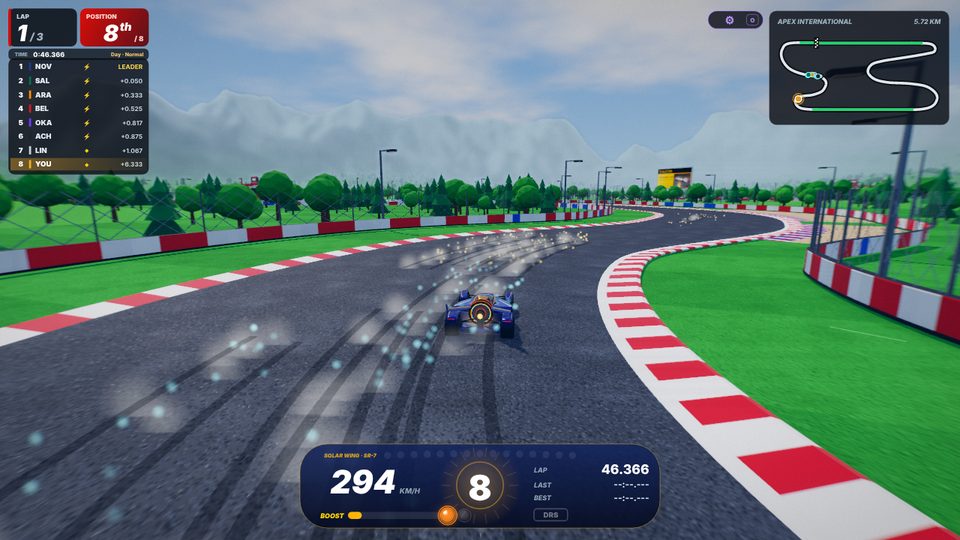 LAP
1/3
POSITION
8th/8
TIME 0:46.366 Day · Normal
1 NOV LEADER
2 SAL +0.050
3 ARA +0.333
4 BEL +0.525
5 OKA +0.817
6 ACH +0.875
7 LIN +1.067
8 YOU +6.333
APEX INTERNATIONAL 5.72 KM
SOLAR WING · SR-7
294 KM/H
8
BOOST
LAP 46.366
LAST --:--.---
BEST --:--.---
DRS